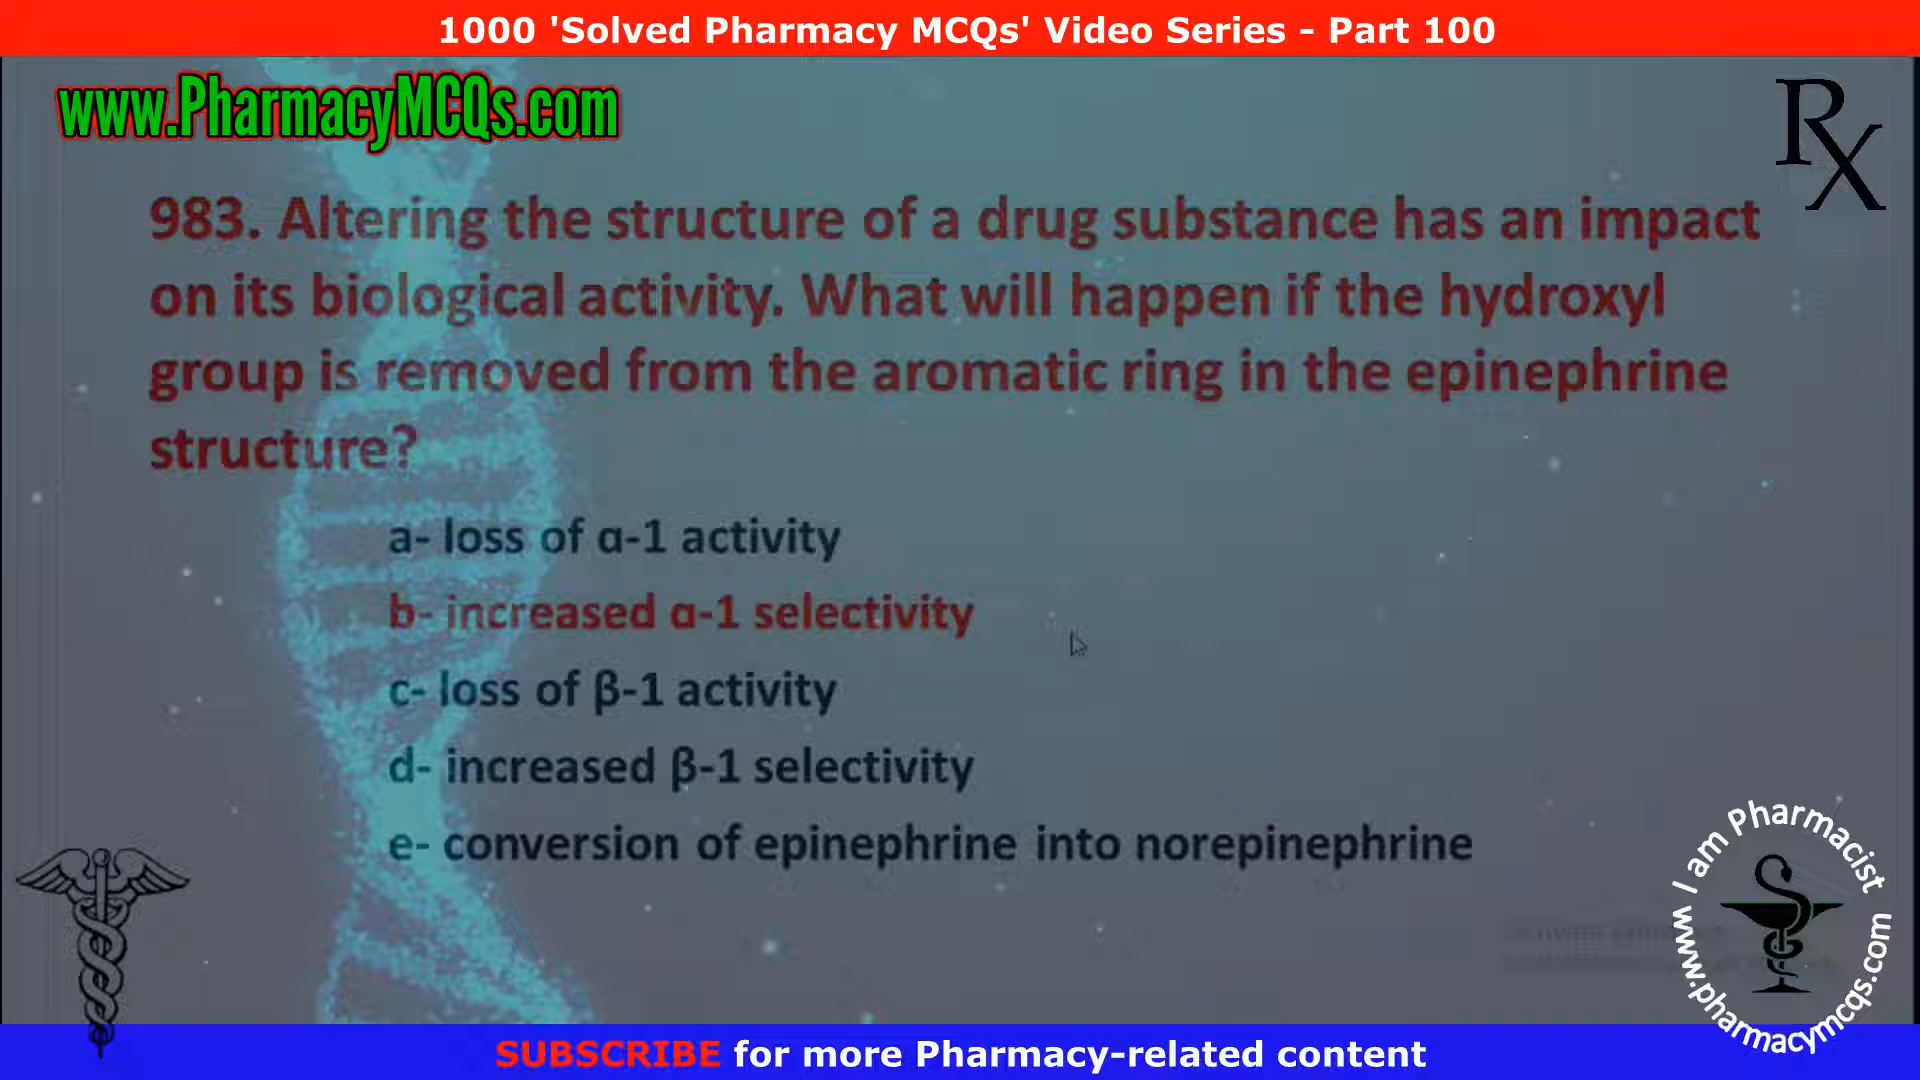 1000 'Solved Pharmacy MCQs' Video Series - Part 100
www.PharmacyMCQs.com
Rx
983. Altering the structure of a drug substance has an impact
on its biological activity. What will happen if the hydroxyl
group is removed from the aromatic ring in the epinephrine
structure?
a- loss of α-1 activity
b- increased α-1 selectivity
c- loss of β-1 activity
d- increased β-1 selectivity
e- conversion of epinephrine into norepinephrine
I am Pharmacist
www.pharmacymcqs.com
SUBSCRIBE for more Pharmacy-related content